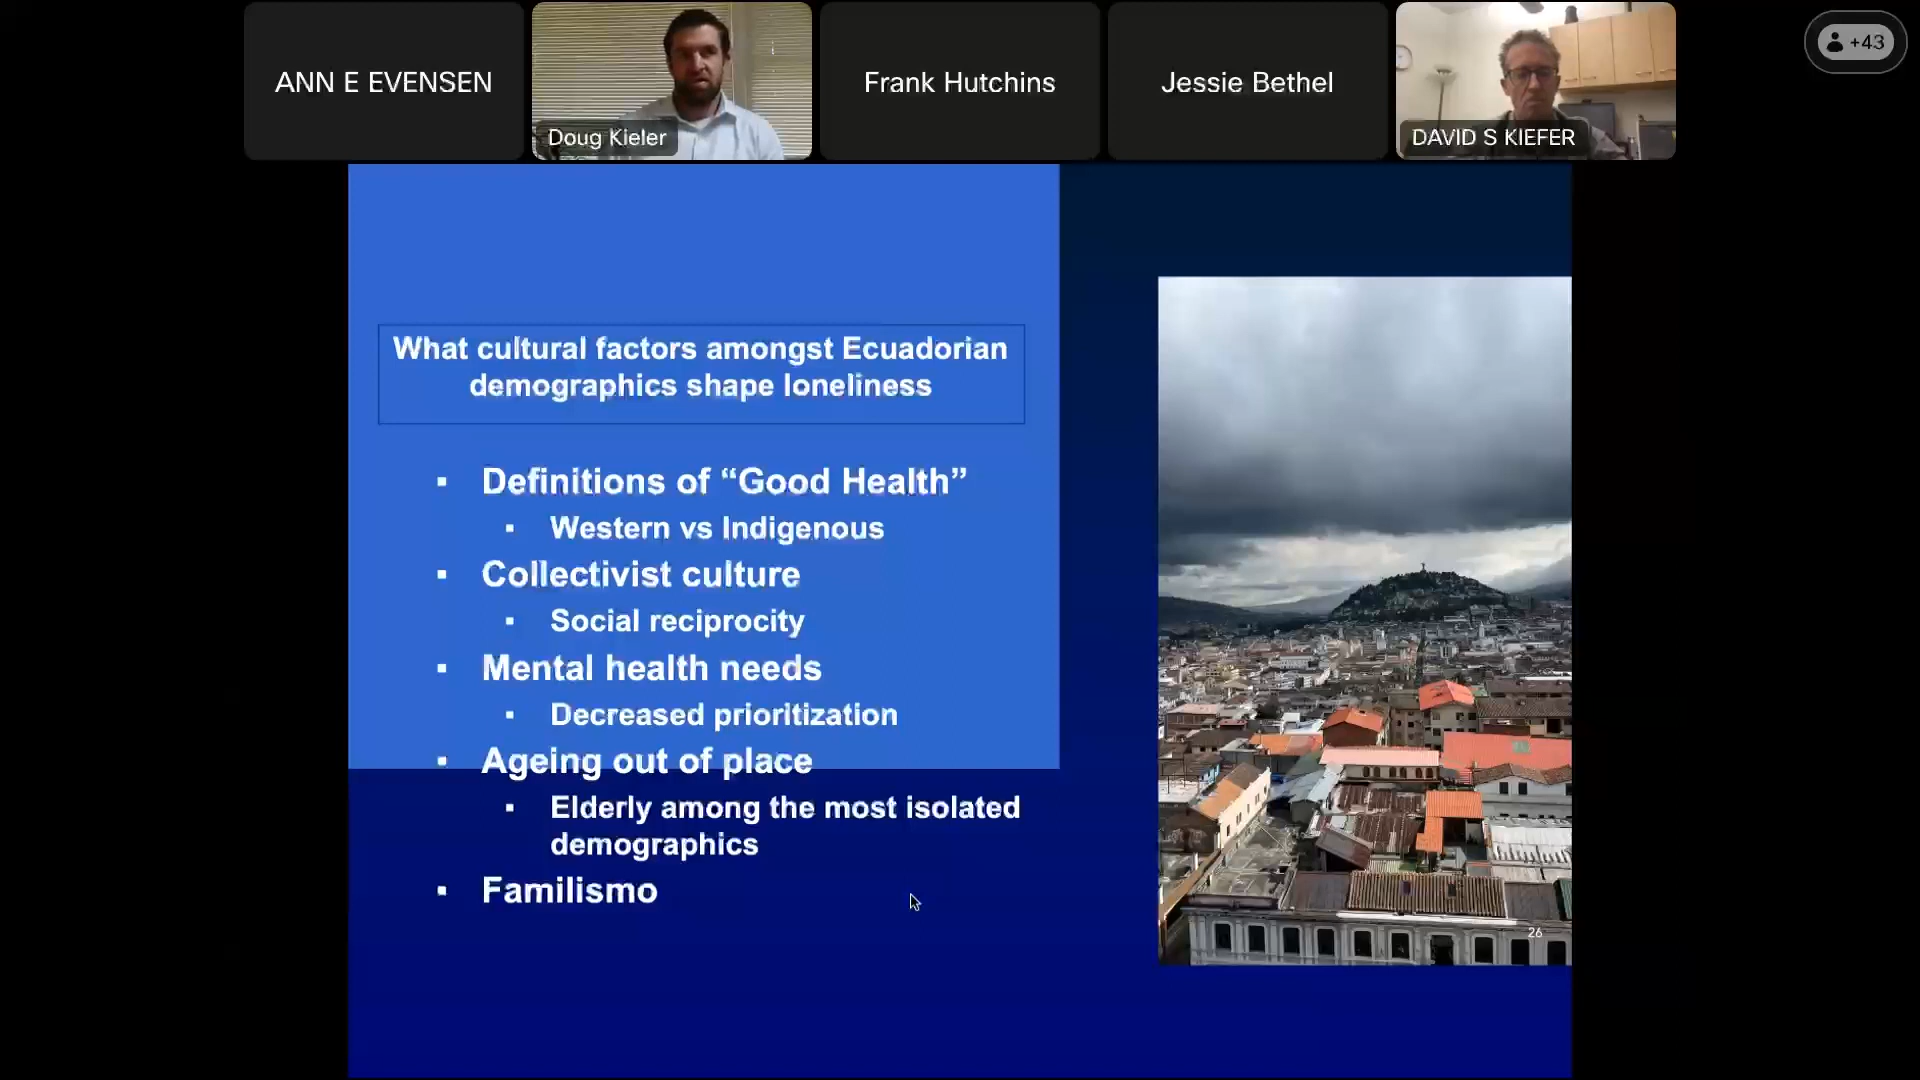 ANN E EVENSEN
Doug Kieler
Frank Hutchins
Jessie Bethel
DAVID S KIEFER
+43
What cultural factors amongst Ecuadorian
demographics shape loneliness
▪ Definitions of “Good Health”
▪ Western vs Indigenous
▪ Collectivist culture
▪ Social reciprocity
▪ Mental health needs
▪ Decreased prioritization
▪ Ageing out of place
▪ Elderly among the most isolated
demographics
▪ Familismo
26